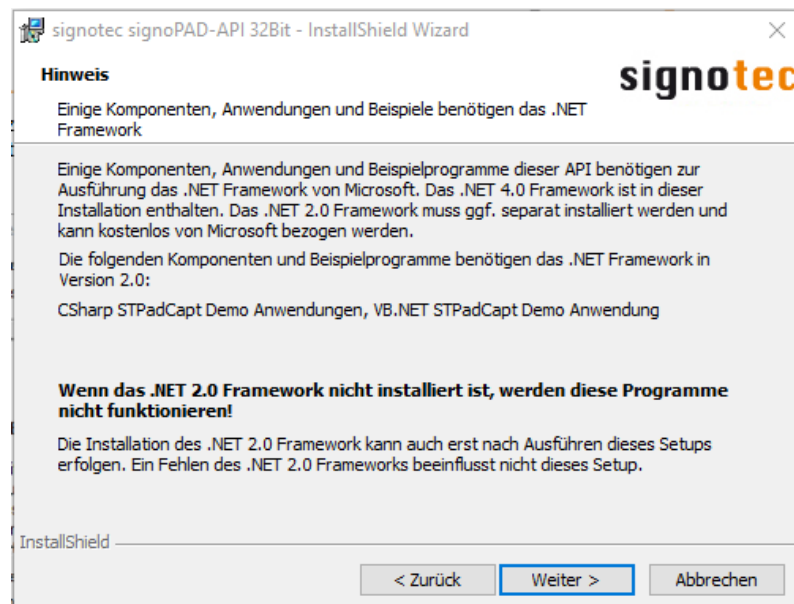 signotec signoPAD-API 32Bit - InstallShield Wizard
Hinweis
signotec
Einige Komponenten, Anwendungen und Beispiele benötigen das .NET
Framework
Einige Komponenten, Anwendungen und Beispielprogramme dieser API benötigen zur
Ausführung das .NET Framework von Microsoft. Das .NET 4.0 Framework ist in dieser
Installation enthalten. Das .NET 2.0 Framework muss ggf. separat installiert werden und
kann kostenlos von Microsoft bezogen werden.
Die folgenden Komponenten und Beispielprogramme benötigen das .NET Framework in
Version 2.0:
CSharp STPadCapt Demo Anwendungen, VB.NET STPadCapt Demo Anwendung
Wenn das .NET 2.0 Framework nicht installiert ist, werden diese Programme
nicht funktionieren!
Die Installation des .NET 2.0 Framework kann auch erst nach Ausführen dieses Setups
erfolgen. Ein Fehlen des .NET 2.0 Frameworks beeinflusst nicht dieses Setup.
InstallShield
< Zurück
Weiter >
Abbrechen